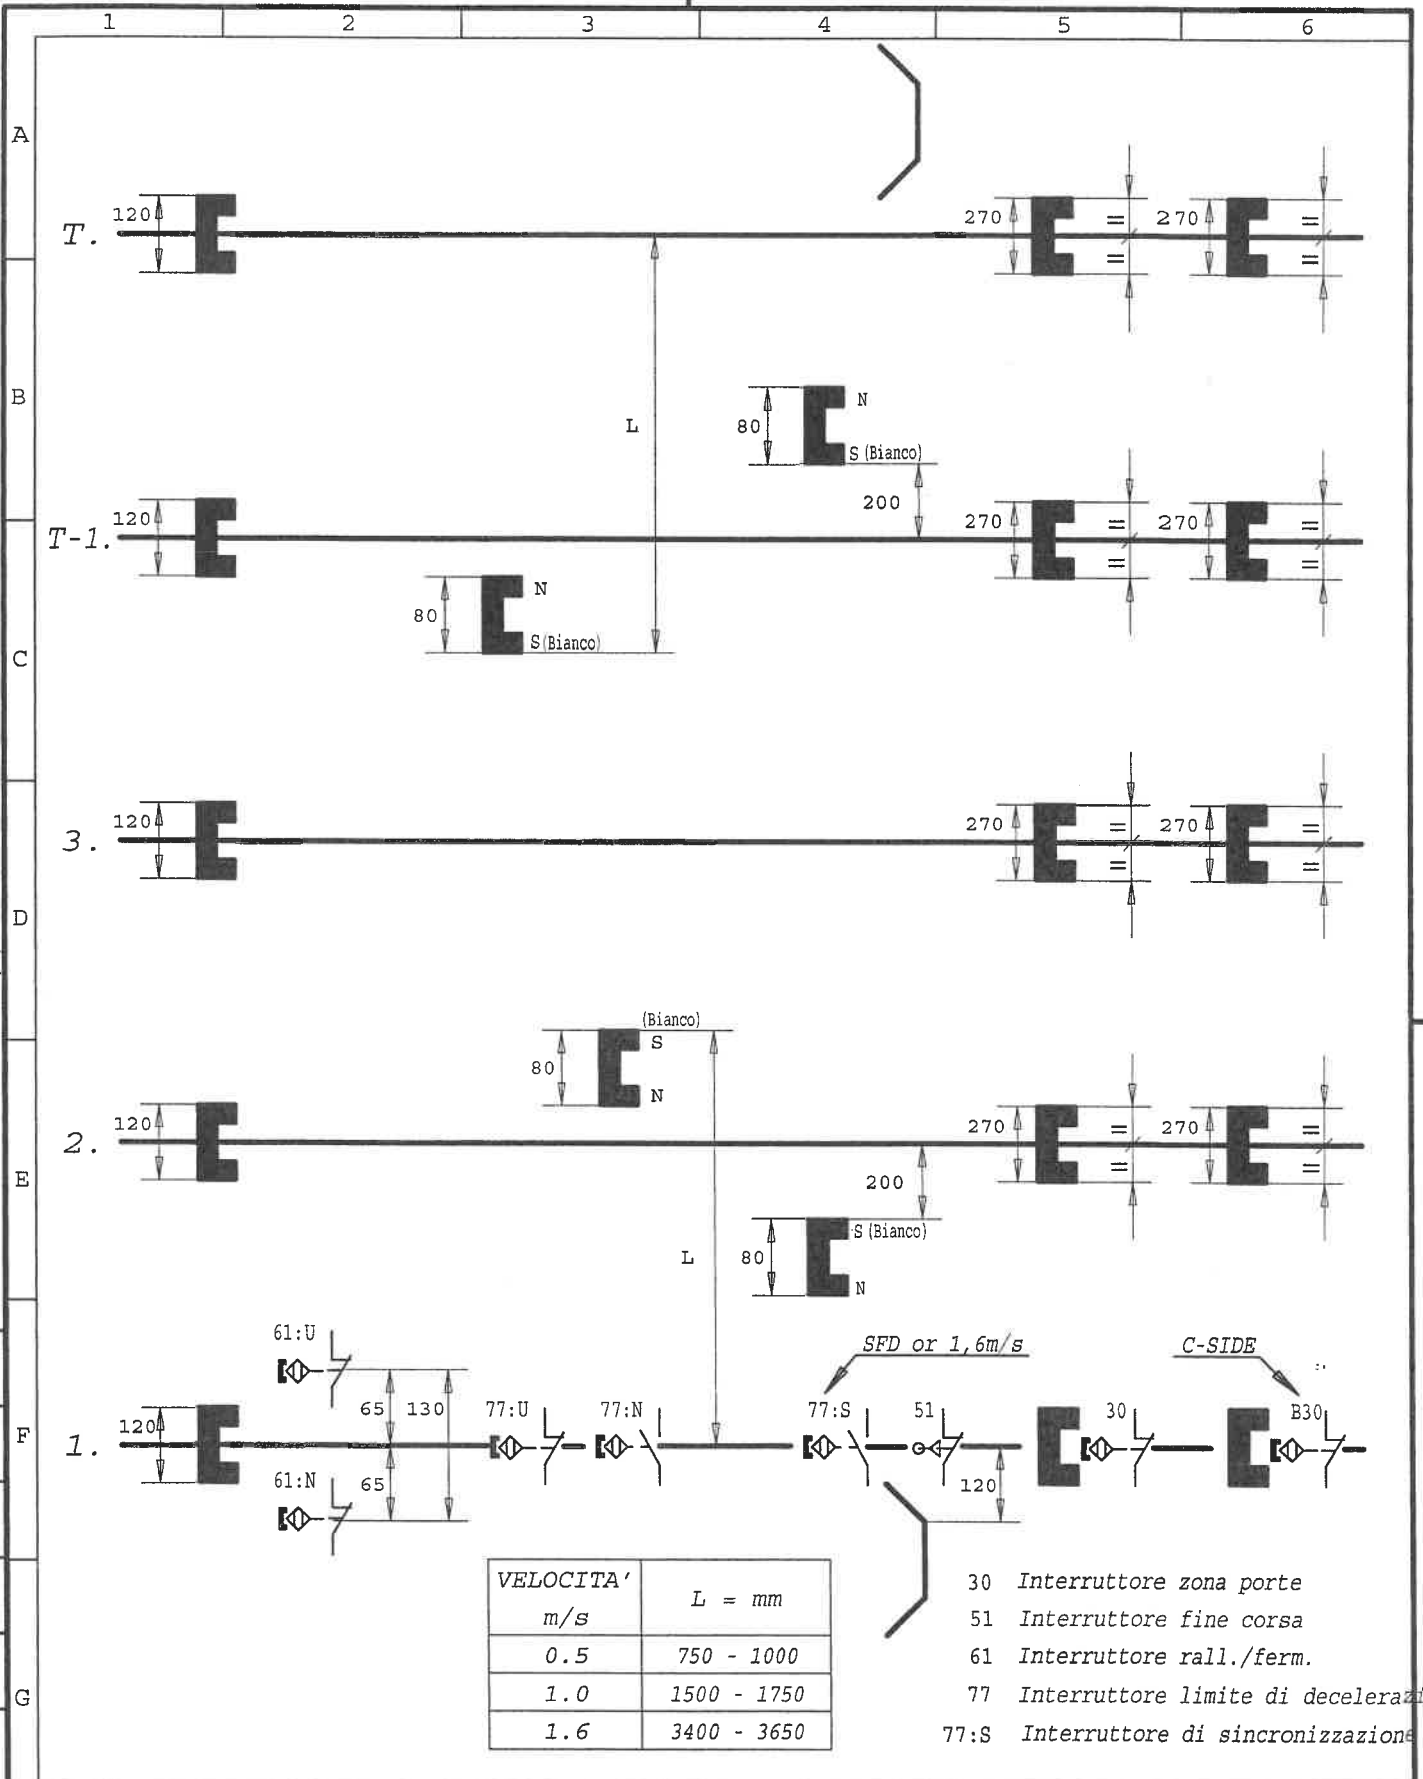 1 2 3 4 5 6
A
120
270
=
270
=
T.
=
=
B
N
80
L
S (Bianco)
200
120
270
=
270
=
T-1.
=
=
N
80
S (Bianco)
C
120
270
=
270
=
3.
=
=
D
(Bianco)
S
80
N
120
270
=
270
=
2.
=
=
E
200
S (Bianco)
L
80
N
61:U
SFD or 1,6m/s
C-SIDE
65
130
77:U
77:N
77:S
51
30
B30
F
120
1.
61:N
65
120
VELOCITA'
m/s
L = mm
0.5
750 - 1000
1.0
1500 - 1750
1.6
3400 - 3650
30 Interruttore zona porte
51 Interruttore fine corsa
61 Interruttore rall./ferm.
77 Interruttore limite di decelerazi
77:S Interruttore di sincronizzazione
G